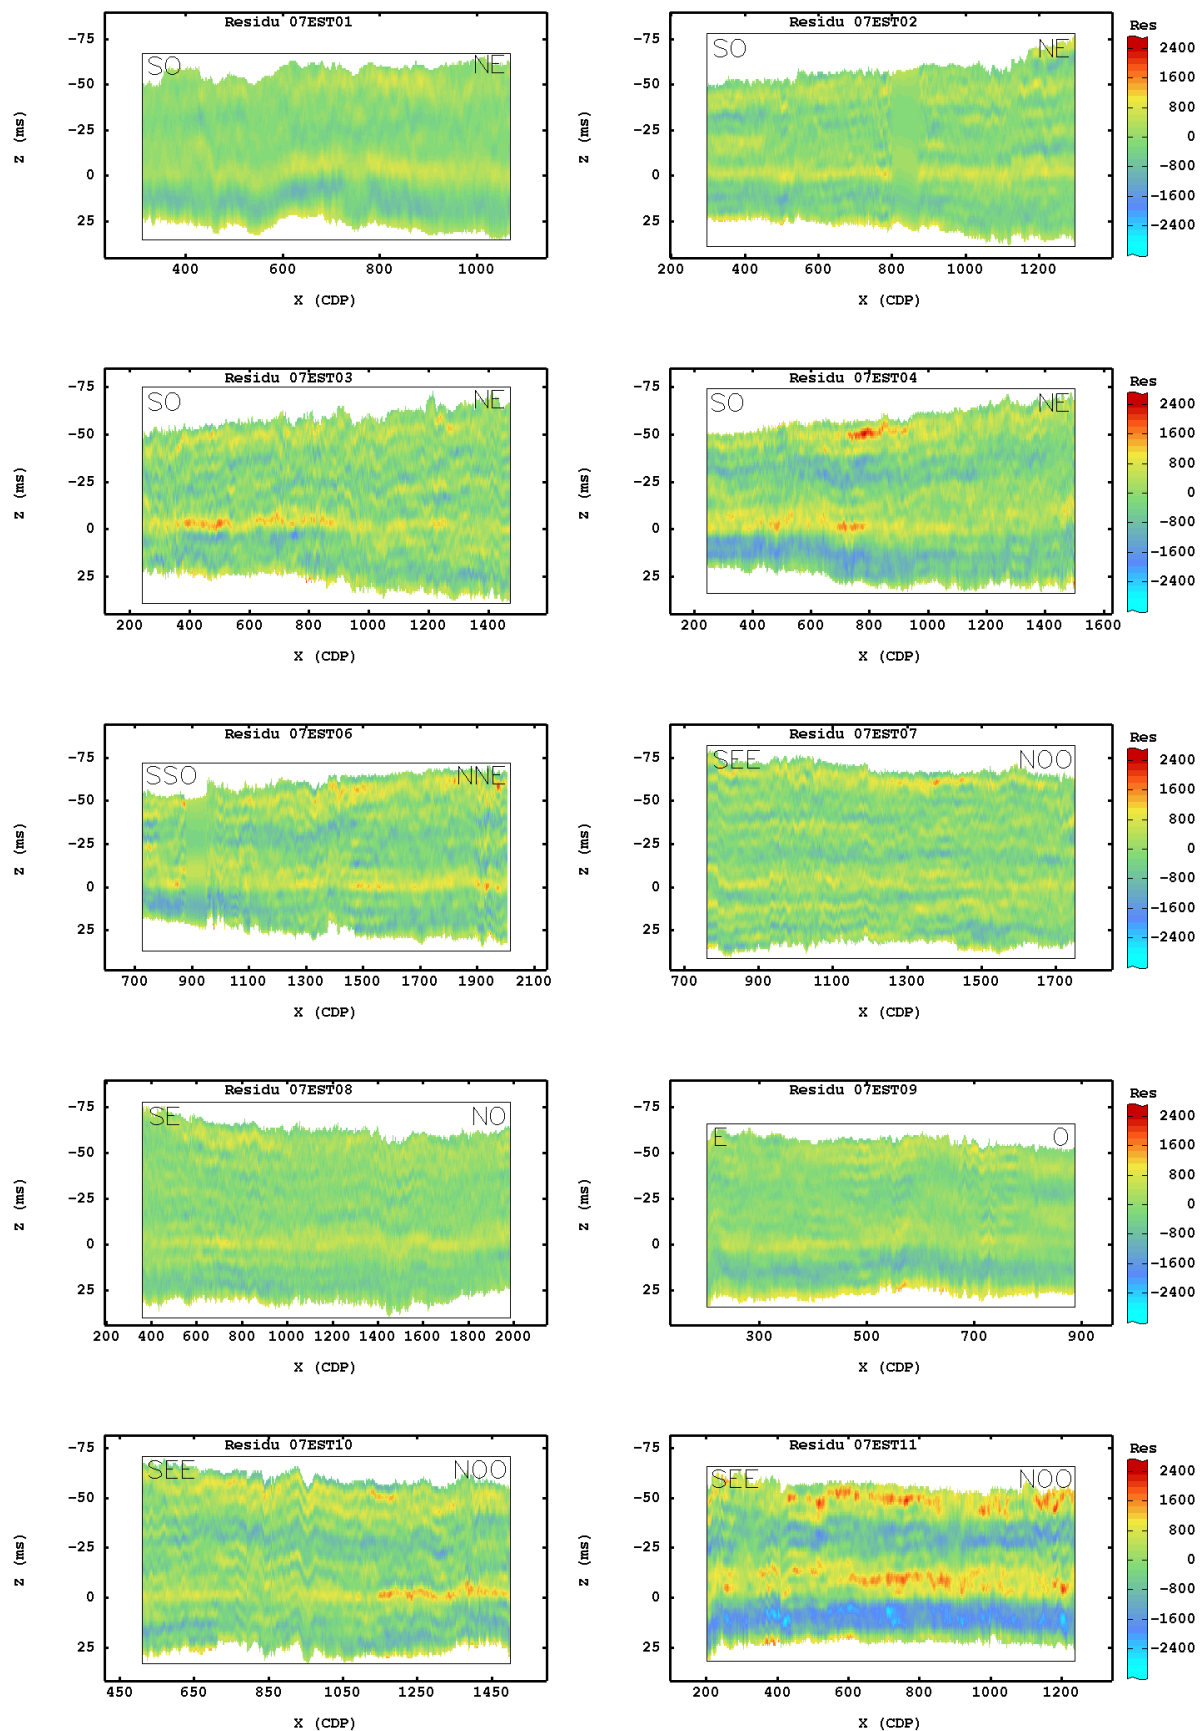 Residu 07EST01
SO NE
Z (ms)
-75
-50
-25
0
25
400 600 800 1000
X (CDP)
Residu 07EST02
SO NE
Z (ms)
-75
-50
-25
0
25
200 400 600 800 1000 1200
X (CDP)
Res
2400
1600
800
0
-800
-1600
-2400
Residu 07EST03
SO NE
Z (ms)
-75
-50
-25
0
25
200 400 600 800 1000 1200 1400
X (CDP)
Residu 07EST04
SO NE
Z (ms)
-75
-50
-25
0
25
200 400 600 800 1000 1200 1400 1600
X (CDP)
Res
2400
1600
800
0
-800
-1600
-2400
Residu 07EST06
SSO NNE
Z (ms)
-75
-50
-25
0
25
700 900 1100 1300 1500 1700 1900 2100
X (CDP)
Residu 07EST07
SEE NOO
Z (ms)
-75
-50
-25
0
25
700 900 1100 1300 1500 1700
X (CDP)
Res
2400
1600
800
0
-800
-1600
-2400
Residu 07EST08
SE NO
Z (ms)
-75
-50
-25
0
25
200 400 600 800 1000 1200 1400 1600 1800 2000
X (CDP)
Residu 07EST09
E O
Z (ms)
-75
-50
-25
0
25
300 500 700 900
X (CDP)
Res
2400
1600
800
0
-800
-1600
-2400
Residu 07EST10
SEE NOO
Z (ms)
-75
-50
-25
0
25
450 650 850 1050 1250 1450
X (CDP)
Residu 07EST11
SEE NOO
Z (ms)
-75
-50
-25
0
25
200 400 600 800 1000 1200
X (CDP)
Res
2400
1600
800
0
-800
-1600
-2400